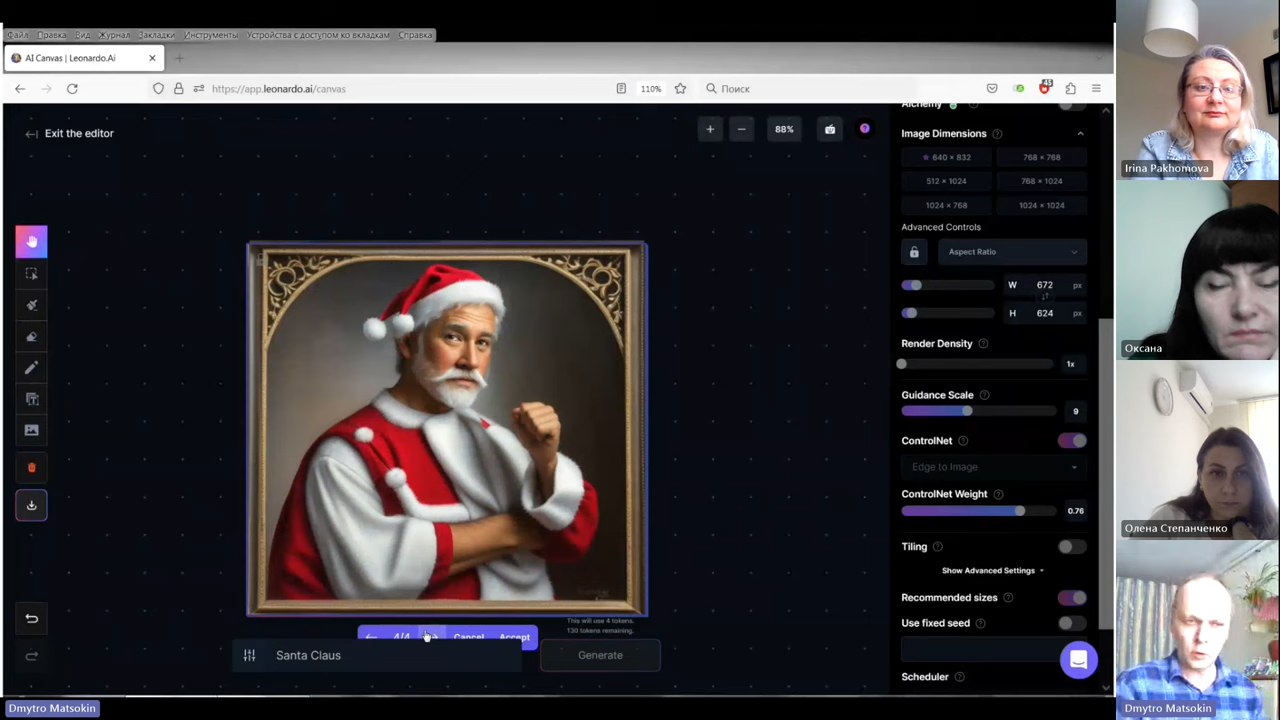 Файл Правка Вид Журнал Закладки Инструменты Устройства с доступом ко вкладкам Справка
AI Canvas | Leonardo.Ai
https://app.leonardo.ai/canvas
110%
Поиск
45
Exit the editor
88%
Alchemy
Image Dimensions
640 × 832
768 × 768
512 × 1024
768 × 1024
1024 × 768
1024 × 1024
Advanced Controls
Aspect Ratio
W 672 px
H 624 px
Render Density
1x
Guidance Scale
9
ControlNet
Edge to Image
ControlNet Weight
0.76
Tiling
Show Advanced Settings
Recommended sizes
Use fixed seed
Scheduler
4/4 Cancel Accept
This will use 4 tokens.
130 tokens remaining.
Santa Claus
Generate
Irina Pakhomova
Оксана
Олена Степанченко
Dmytro Matsokin
Dmytro Matsokin